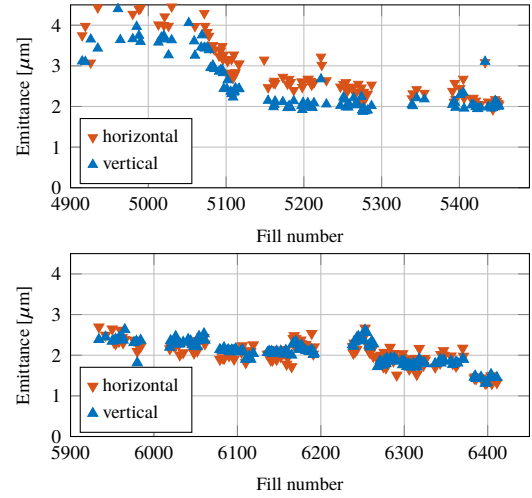 4
3
2
1
0
Emittance [μm]
horizontal
vertical
4900 5000 5100 5200 5300 5400
Fill number
4
3
2
1
0
Emittance [μm]
horizontal
vertical
5900 6000 6100 6200 6300 6400
Fill number